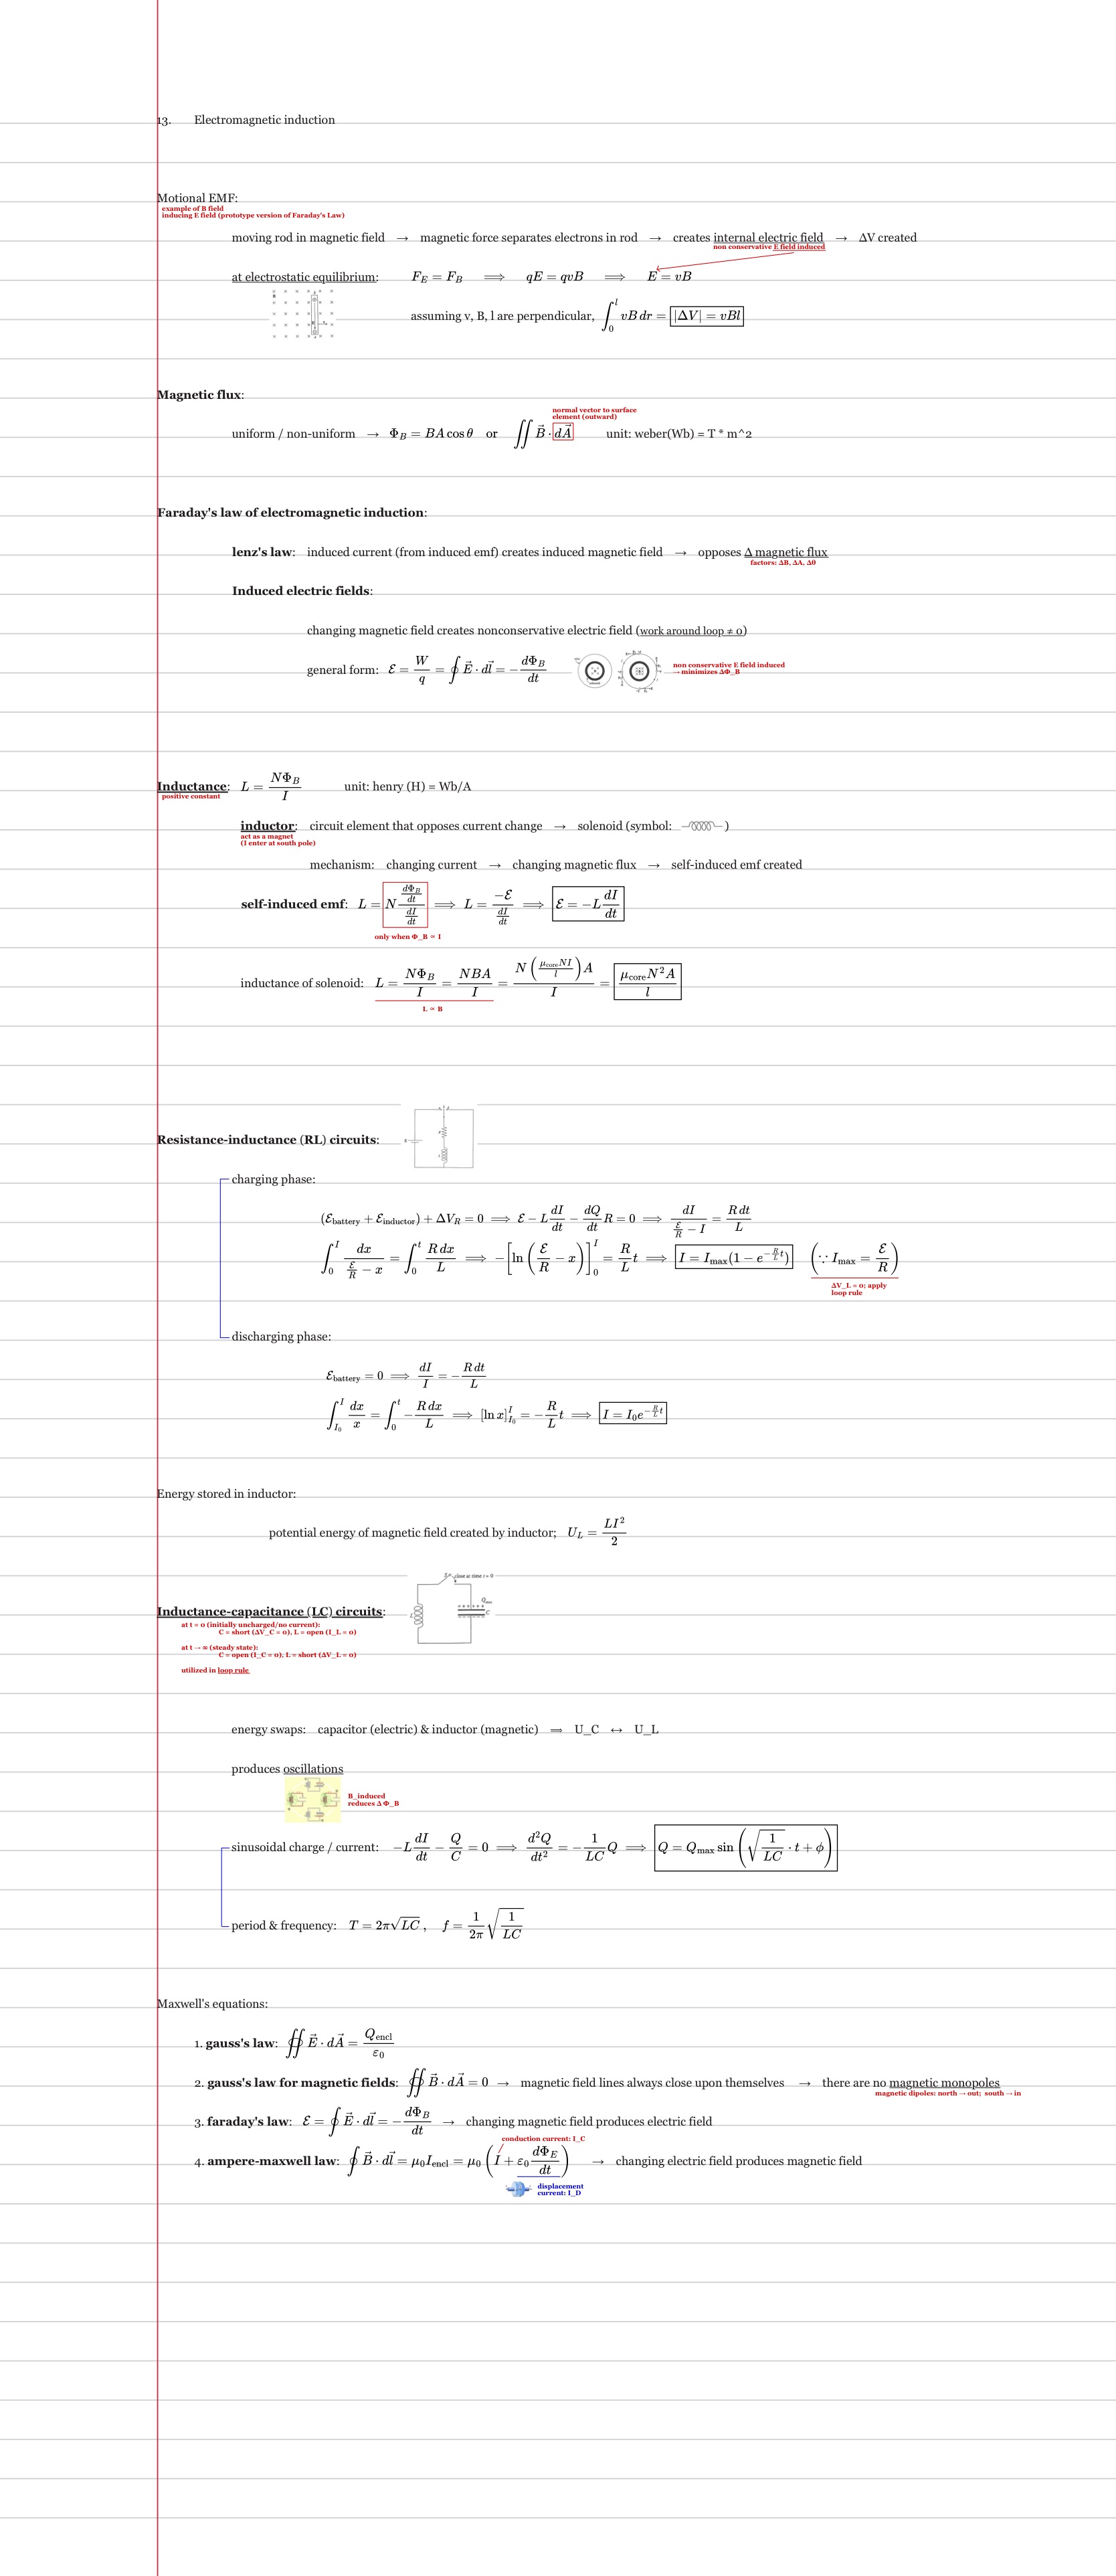 13. Electromagnetic induction
Motional EMF:
example of B field
inducing E field (prototype version of Faraday's Law)
moving rod in magnetic field → magnetic force separates electrons in rod → creates internal electric field → ΔV created
non conservative E field induced
at electrostatic equilibrium: F_E = F_B ⟹ qE = qvB ⟹ E = vB
assuming v, B, l are perpendicular, ∫_0^l vB dr = |ΔV| = vBl
Magnetic flux:
normal vector to surface
element (outward)
uniform / non-uniform → Φ_B = BA cos θ or ∬ B⃗ · dA⃗ unit: weber(Wb) = T * m^2
Faraday's law of electromagnetic induction:
lenz's law: induced current (from induced emf) creates induced magnetic field → opposes Δ magnetic flux
factors: ΔB, ΔA, Δθ
Induced electric fields:
changing magnetic field creates nonconservative electric field (work around loop ≠ 0)
general form: ℰ = W/q = ∮ E⃗ · dl⃗ = −dΦ_B/dt
non conservative E field induced
→ minimizes ΔΦ_B
Inductance: L = NΦ_B/I unit: henry (H) = Wb/A
positive constant
inductor: circuit element that opposes current change → solenoid (symbol: )
act as a magnet
(I enter at south pole)
mechanism: changing current → changing magnetic flux → self-induced emf created
self-induced emf: L = N (dΦ_B/dt)/(dI/dt) ⟹ L = −ℰ/(dI/dt) ⟹ ℰ = −L dI/dt
only when Φ_B ∝ I
inductance of solenoid: L = NΦ_B/I = NBA/I = N(μ_core NI/l)A/I = μ_core N²A/l
L ∝ B
Resistance-inductance (RL) circuits:
charging phase:
(ℰ_battery + ℰ_inductor) + ΔV_R = 0 ⟹ ℰ − L dI/dt − dQ/dt R = 0 ⟹ dI/(ℰ/R − I) = R dt/L
∫_0^I dx/(ℰ/R − x) = ∫_0^t R dx/L ⟹ −[ln(ℰ/R − x)]_0^I = R/L t ⟹ I = I_max(1 − e^{−R/L t}) (∵ I_max = ℰ/R)
ΔV_L = 0; apply
loop rule
discharging phase:
ℰ_battery = 0 ⟹ dI/I = −R dt/L
∫_{I_0}^I dx/x = ∫_0^t −R dx/L ⟹ [ln x]_{I_0}^I = −R/L t ⟹ I = I_0 e^{−R/L t}
Energy stored in inductor:
potential energy of magnetic field created by inductor; U_L = LI²/2
close at time t = 0
Inductance-capacitance (LC) circuits:
at t = 0 (initially uncharged/no current):
C = short (ΔV_C = 0), L = open (I_L = 0)
at t → ∞ (steady state):
C = open (I_C = 0), L = short (ΔV_L = 0)
utilized in loop rule
energy swaps: capacitor (electric) & inductor (magnetic) ⟹ U_C ↔ U_L
produces oscillations
B_induced
reduces Δ Φ_B
sinusoidal charge / current: −L dI/dt − Q/C = 0 ⟹ d²Q/dt² = −1/LC Q ⟹ Q = Q_max sin(√(1/LC) · t + ϕ)
period & frequency: T = 2π√LC , f = 1/2π √(1/LC)
Maxwell's equations:
1. gauss's law: ∯ E⃗ · dA⃗ = Q_encl/ε_0
2. gauss's law for magnetic fields: ∯ B⃗ · dA⃗ = 0 → magnetic field lines always close upon themselves → there are no magnetic monopoles
magnetic dipoles: north → out; south → in
3. faraday's law: ℰ = ∮ E⃗ · dl⃗ = −dΦ_B/dt → changing magnetic field produces electric field
conduction current: I_C
4. ampere-maxwell law: ∮ B⃗ · dl⃗ = μ_0 I_encl = μ_0 (I + ε_0 dΦ_E/dt) → changing electric field produces magnetic field
displacement
current: I_D